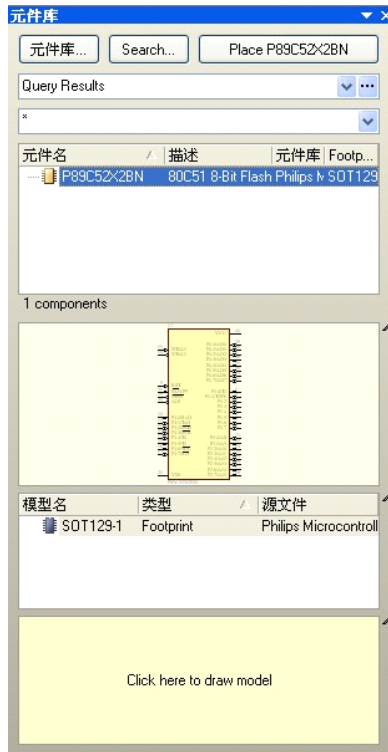 元件库
元件库... Search... Place P89C52X2BN
Query Results
*
元件名 描述 元件库 Footp...
P89C52X2BN 80C51 8-Bit Flash Philips M SOT129
1 components
模型名 类型 源文件
SOT129-1 Footprint Philips Microcontroll
Click here to draw model